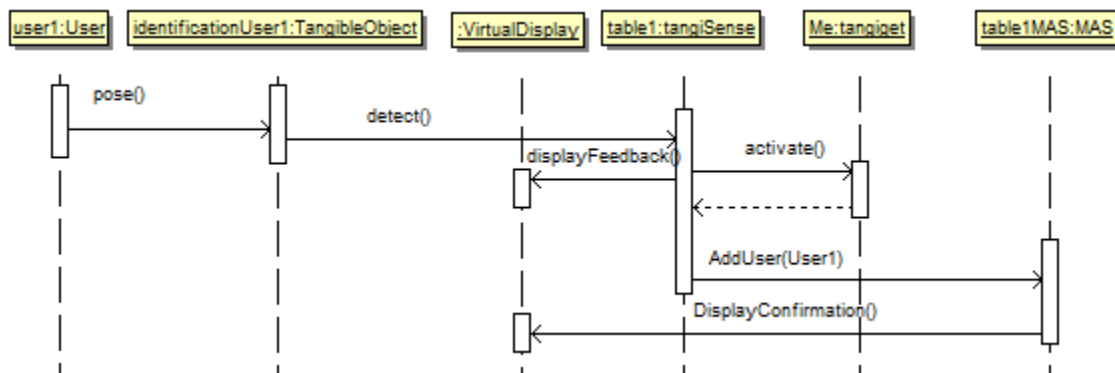 user1:User
identificationUser1:TangibleObject
:VirtualDisplay
table1:tangiSense
Me:tangiget
table1MAS:MAS
pose()
detect()
displayFeedback()
activate()
AddUser(User1)
DisplayConfirmation()